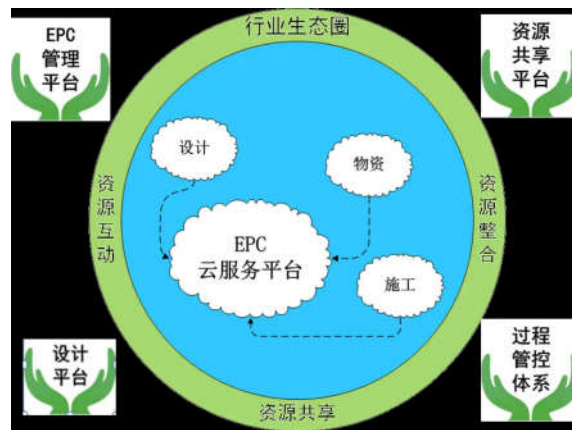 EPC
管理
平台
行业生态圈
资源
共享
平台
设计
物资
资源互动
资源整合
EPC
云服务平台
施工
设计
平台
过程
管控
体系
资源共享